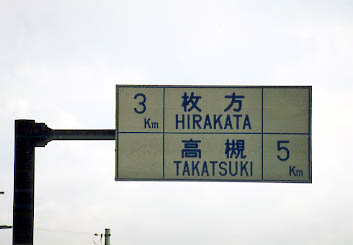 3 Km 枚方
HIRAKATA
高槻 5 Km
TAKATSUKI